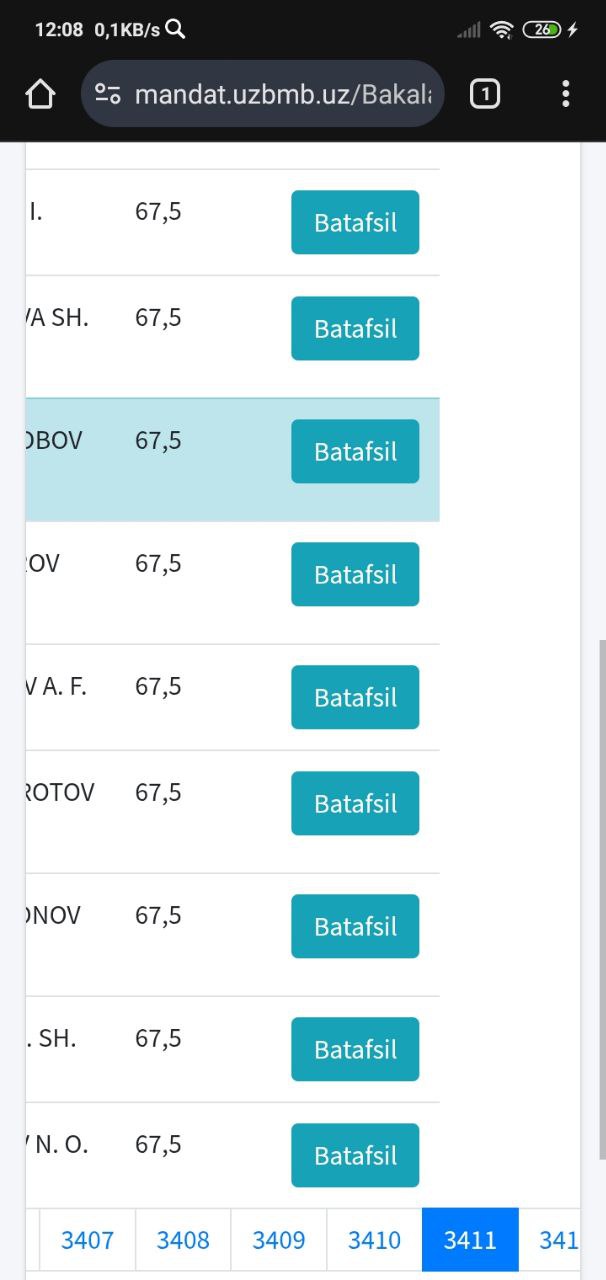 12:08 0,1KB/s 26
mandat.uzbmb.uz/Bakala 1
I. 67,5 Batafsil
VA SH. 67,5 Batafsil
OBOV 67,5 Batafsil
ROV 67,5 Batafsil
V A. F. 67,5 Batafsil
ROTOV 67,5 Batafsil
ONOV 67,5 Batafsil
. SH. 67,5 Batafsil
V N. O. 67,5 Batafsil
3407 3408 3409 3410 3411 341